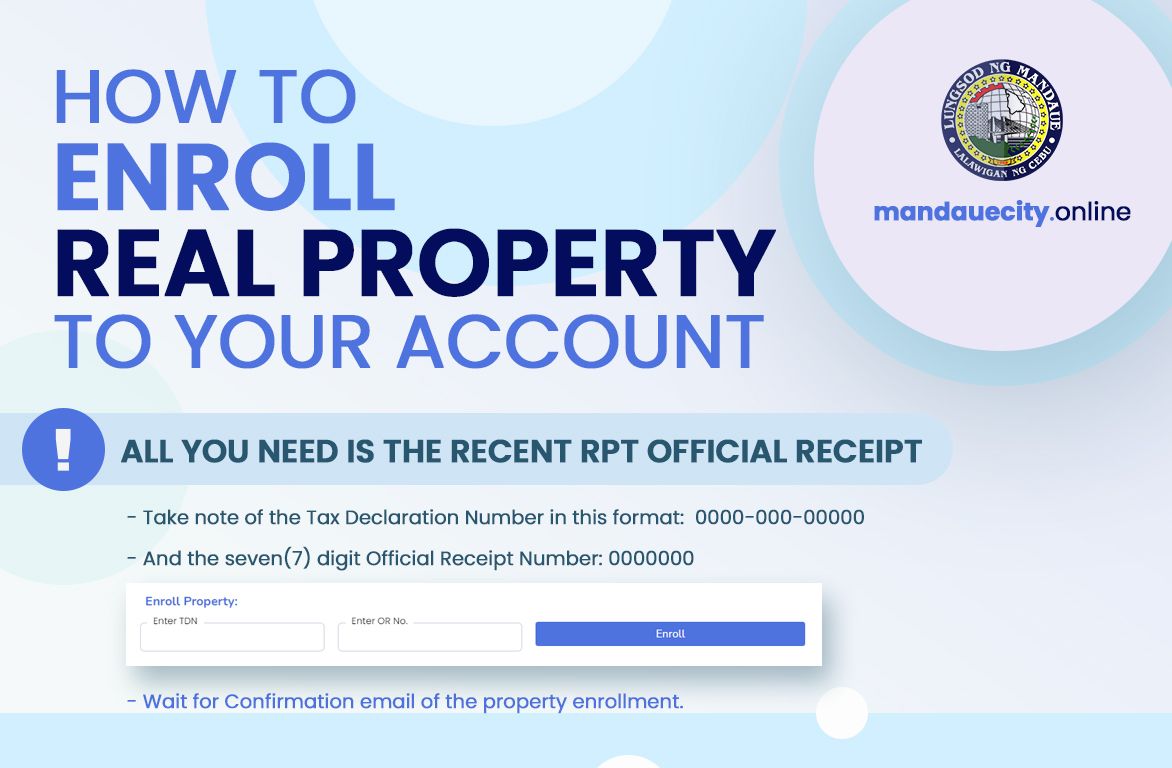 HOW TO
ENROLL
REAL PROPERTY
TO YOUR ACCOUNT
LUNGSOD NG MANDAUE
LALAWIGAN NG CEBU
mandauecity.online
! ALL YOU NEED IS THE RECENT RPT OFFICIAL RECEIPT
- Take note of the Tax Declaration Number in this format: 0000-000-00000
- And the seven(7) digit Official Receipt Number: 0000000
Enroll Property:
Enter TDN
Enter OR No.
Enroll
- Wait for Confirmation email of the property enrollment.